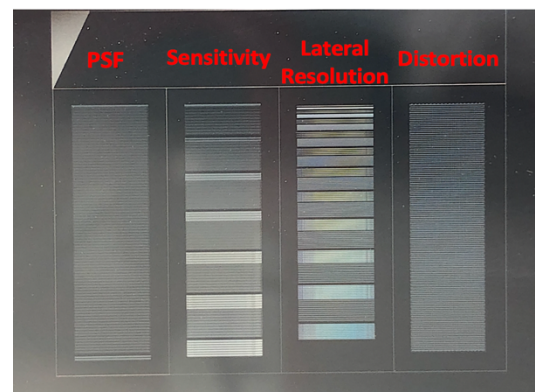 PSF
Sensitivity
Lateral
Resolution
Distortion